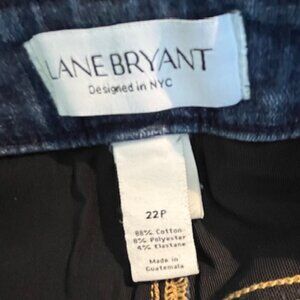 LANE BRYANT
Designed in NYC
22P
88% Cotton
8% Polyester
4% Elastane
Made in
Guatemala